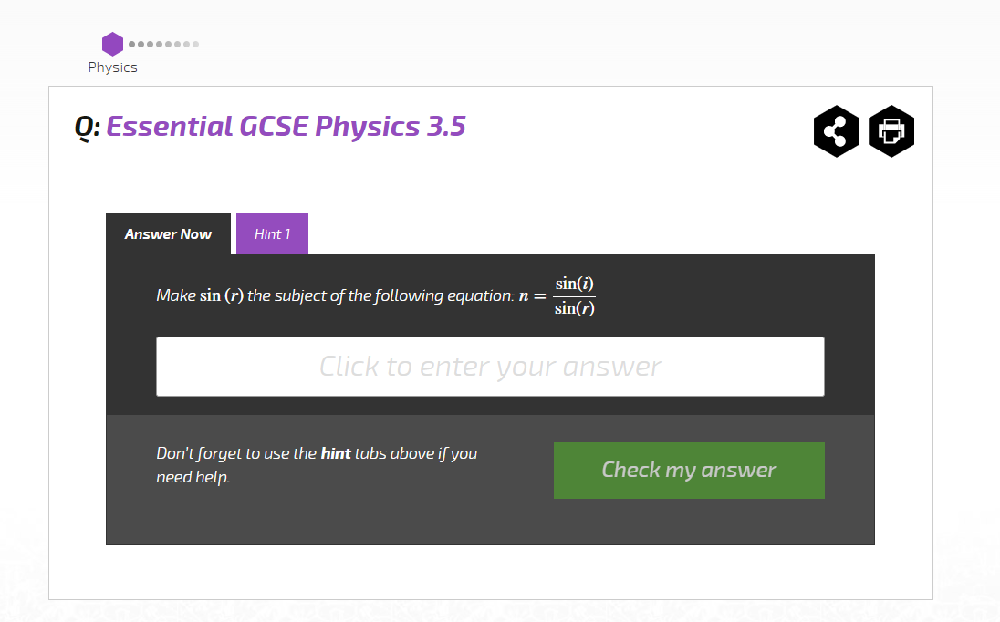 Physics
Q: Essential GCSE Physics 3.5
Answer Now Hint 1
Make sin (r) the subject of the following equation: n = sin(i) / sin(r)
Click to enter your answer
Don't forget to use the hint tabs above if you
need help.
Check my answer